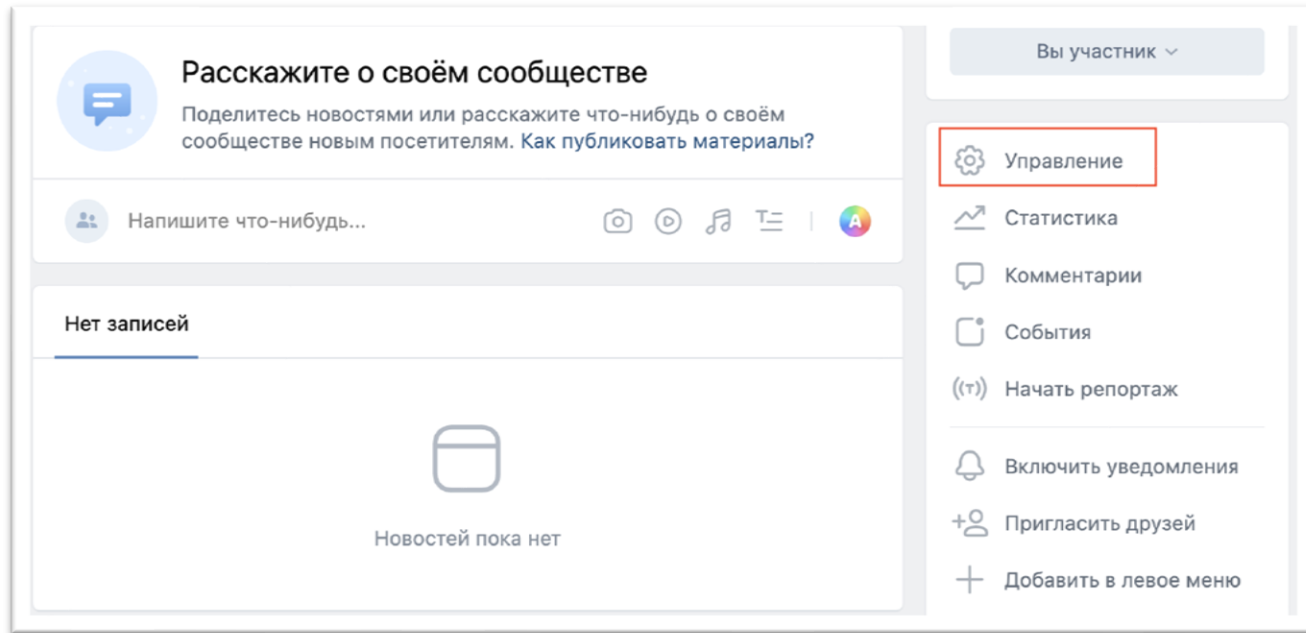 Расскажите о своём сообществе
Поделитесь новостями или расскажите что-нибудь о своём
сообществе новым посетителям. Как публиковать материалы?
Напишите что-нибудь...
A
Нет записей
Новостей пока нет
Вы участник
Управление
Статистика
Комментарии
События
((т)) Начать репортаж
Включить уведомления
Пригласить друзей
Добавить в левое меню